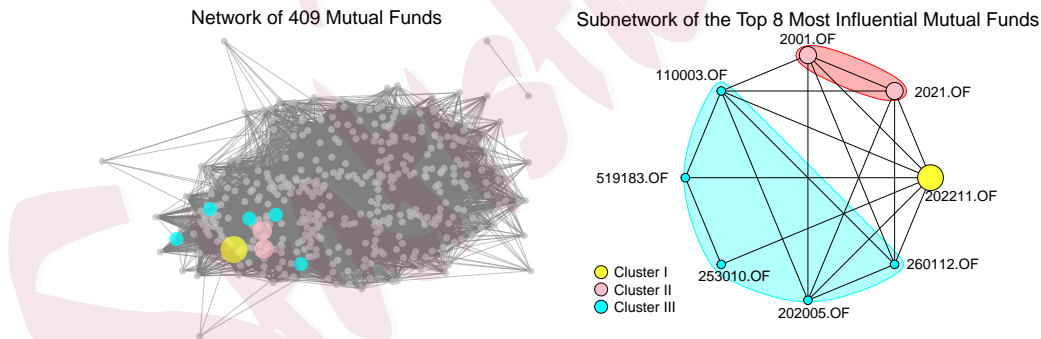 Network of 409 Mutual Funds
Subnetwork of the Top 8 Most Influential Mutual Funds
2001.OF
110003.OF
2021.OF
519183.OF
202211.OF
253010.OF
260112.OF
202005.OF
Cluster I
Cluster II
Cluster III